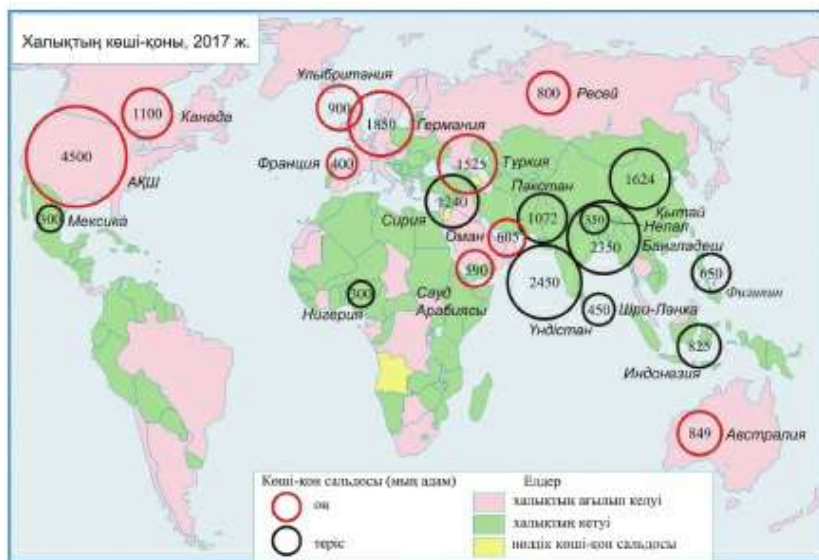 Халықтың көші-қоны, 2017 ж.
Ұлыбритания
900
1850
Германия
800
Ресей
1100
Канада
4500
АҚШ
Франция
400
1525
Түркия
300
Мексика
1240
Сирия
Пакстан
1072
1624
Қытай
350
Непал
Оман
605
2350
Бангладеш
590
Сауд
Арабиясы
2450
Үндістан
650
Филипин
300
Нигерия
450
Шри-Ланка
825
Индонезия
849
Австралия
Көші-қон сальдосы (мың адам)
оң
теріс
Елдер
халықтың ағылып келуі
халықтың кетуі
нөлдік көші-қон сальдосы